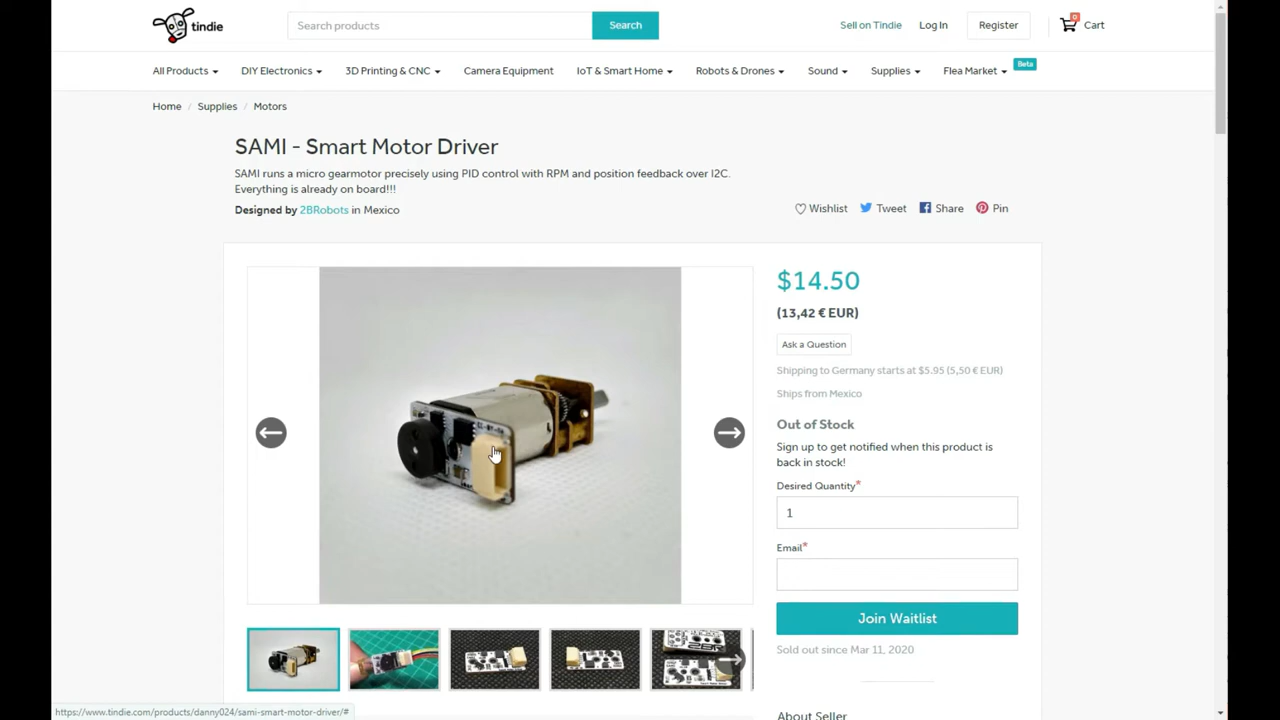 tindie
Search products
Search
Sell on Tindie
Log In
Register
0
Cart
All Products
DIY Electronics
3D Printing & CNC
Camera Equipment
IoT & Smart Home
Robots & Drones
Sound
Supplies
Flea Market
Beta
Home / Supplies / Motors
SAMI - Smart Motor Driver
SAMI runs a micro gearmotor precisely using PID control with RPM and position feedback over I2C.
Everything is already on board!!!
Designed by 2BRobots in Mexico
Wishlist
Tweet
Share
Pin
$14.50
(13,42 € EUR)
Ask a Question
Shipping to Germany starts at $5.95 (5,50 € EUR)
Ships from Mexico
Out of Stock
Sign up to get notified when this product is
back in stock!
Desired Quantity*
1
Email*
Join Waitlist
Sold out since Mar 11, 2020
About Seller
https://www.tindie.com/products/danny024/sami-smart-motor-driver/#